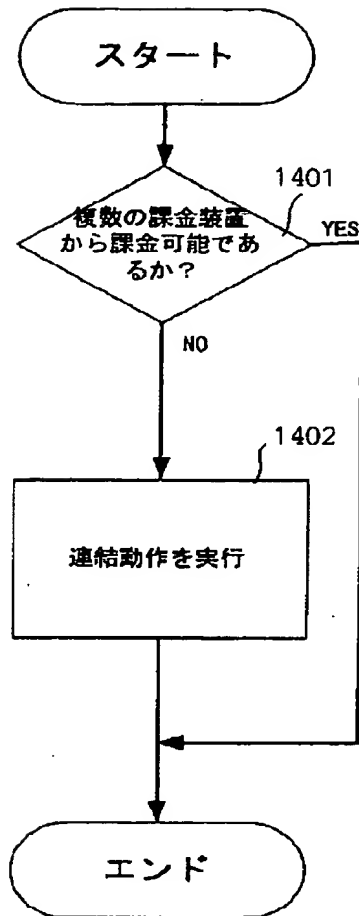 スタート
1401
複数の課金装置
から課金可能であ
るか？
YES
NO
1402
連結動作を実行
エンド